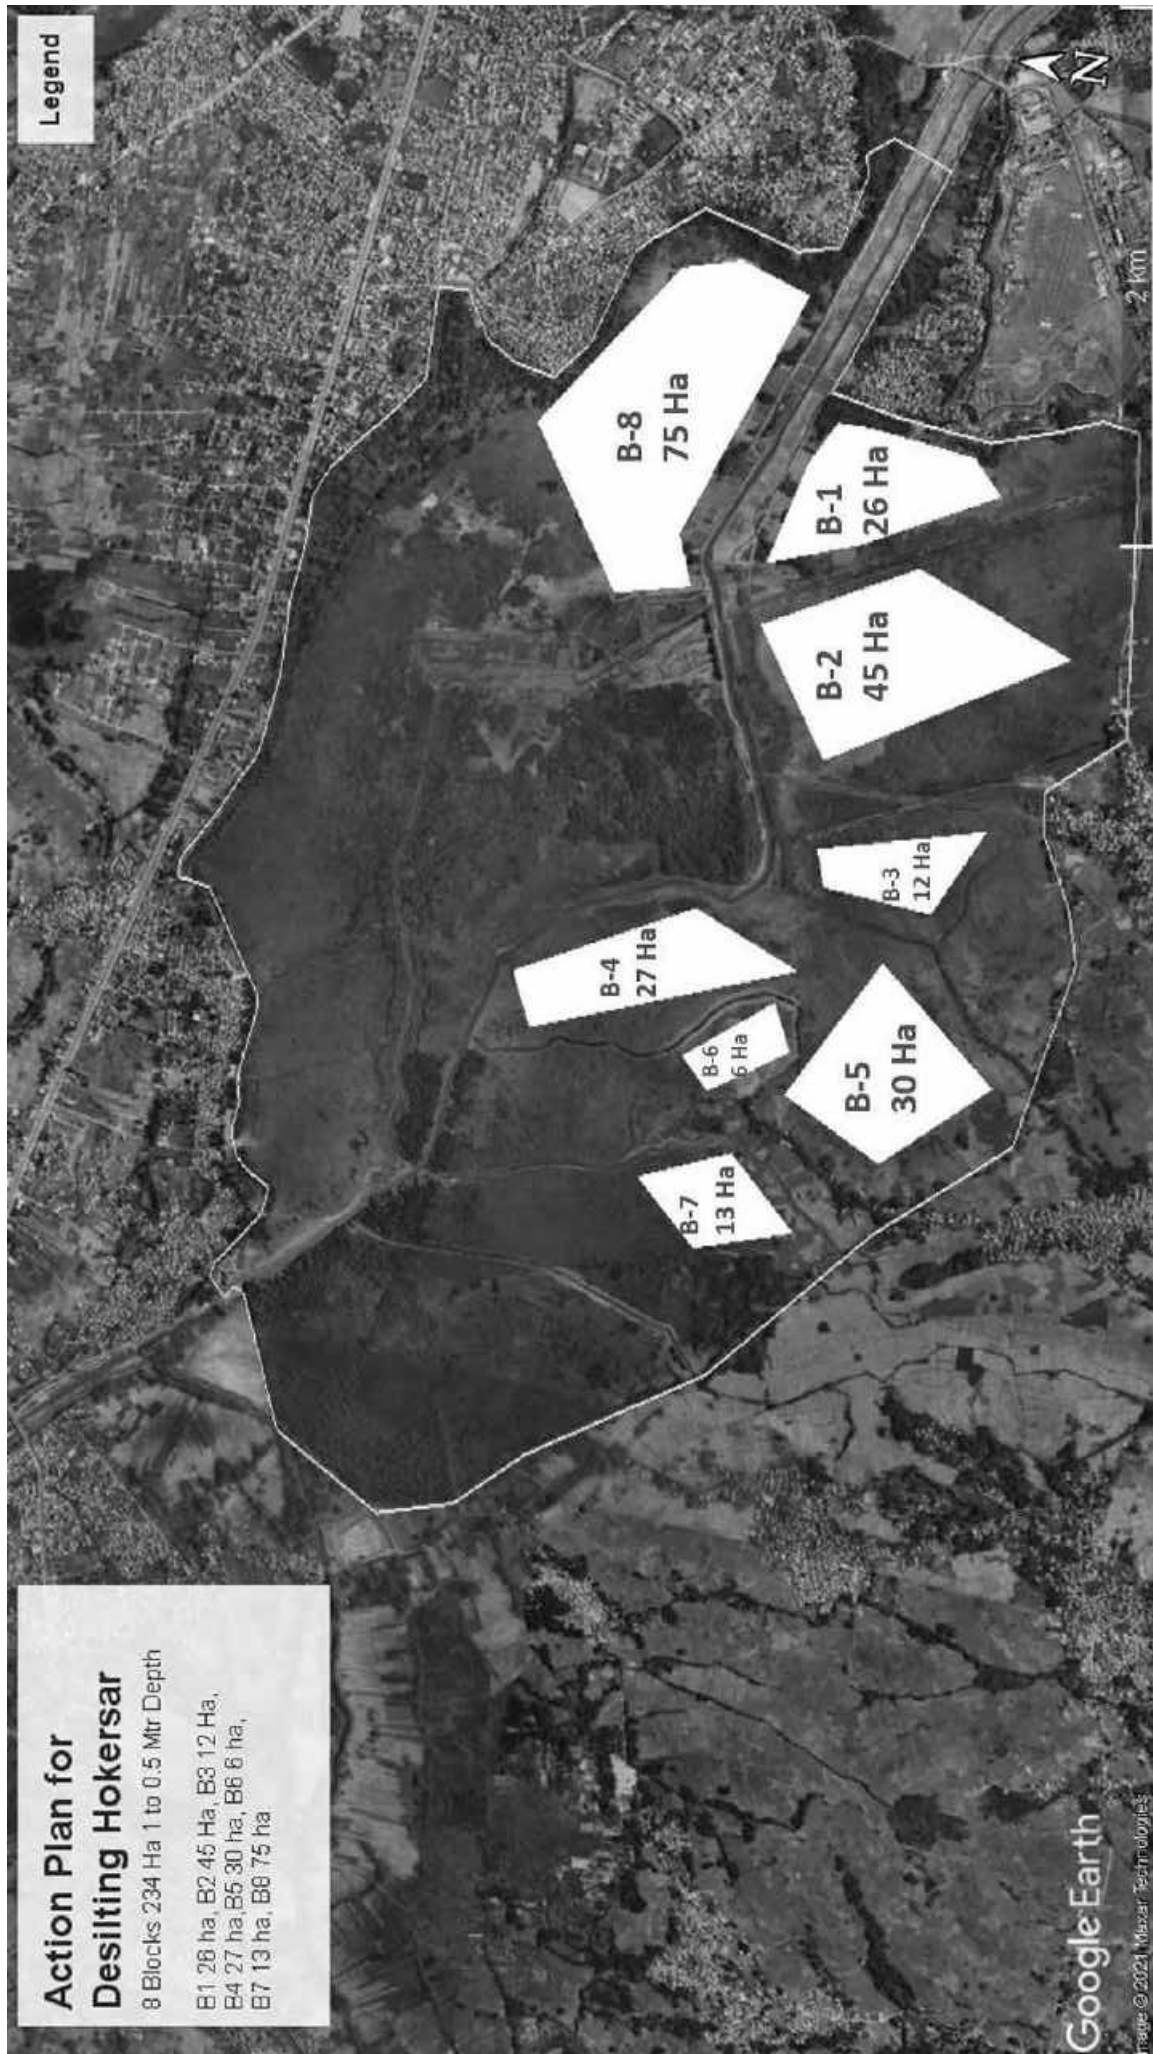 Action Plan for
Desilting Hokersar
8 Blocks 234 Ha 1 to 0.5 Mtr Depth
B1 26 ha, B2 45 Ha, B3 12 Ha,
B4 27 ha, B5 30 ha, B6 6 ha,
B7 13 ha, B8 75 ha
Legend
B-8
75 Ha
B-1
26 Ha
B-2
45 Ha
B-3
12 Ha
B-4
27 Ha
B-6
6 Ha
B-5
30 Ha
B-7
13 Ha
N
2 km
Google Earth
Image © 2021 Maxar Technologies